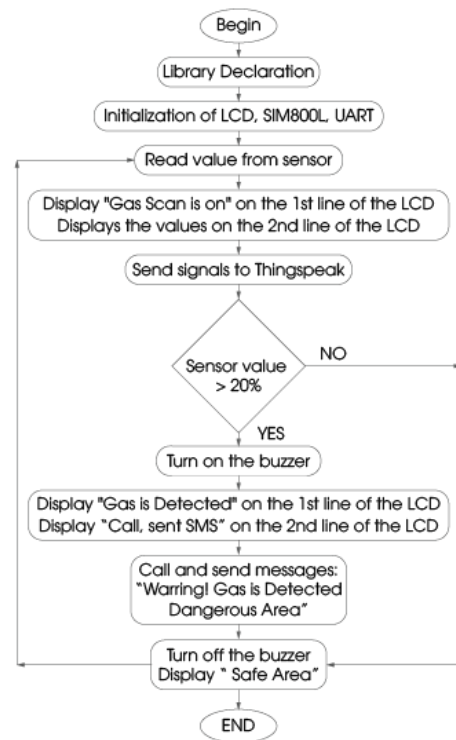 Begin
Library Declaration
Initialization of LCD, SIM800L, UART
Read value from sensor
Display "Gas Scan is on" on the 1st line of the LCD
Displays the values on the 2nd line of the LCD
Send signals to Thingspeak
Sensor value
> 20%
NO
YES
Turn on the buzzer
Display "Gas is Detected" on the 1st line of the LCD
Display “Call, sent SMS” on the 2nd line of the LCD
Call and send messages:
“Warring! Gas is Detected
Dangerous Area”
Turn off the buzzer
Display “ Safe Area”
END